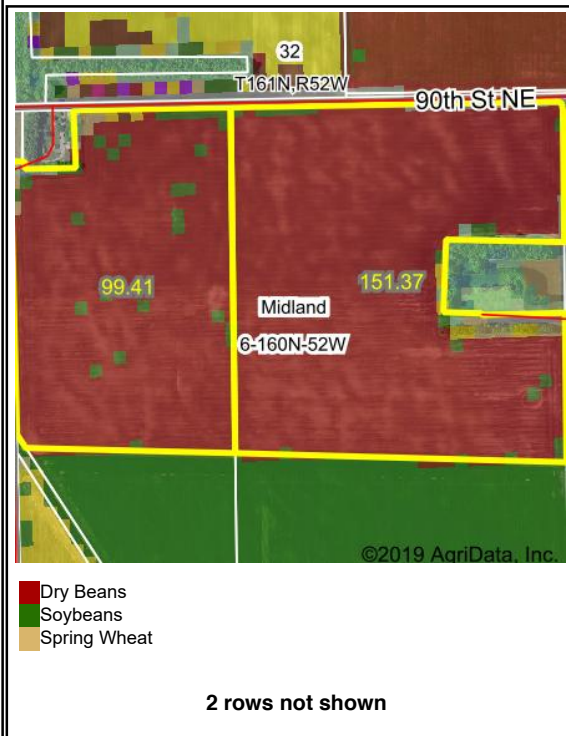 32
T161N,R52W
90th St NE
99.41
151.37
Midland
6-160N-52W
©2019 AgriData, Inc.
Dry Beans
Soybeans
Spring Wheat
2 rows not shown